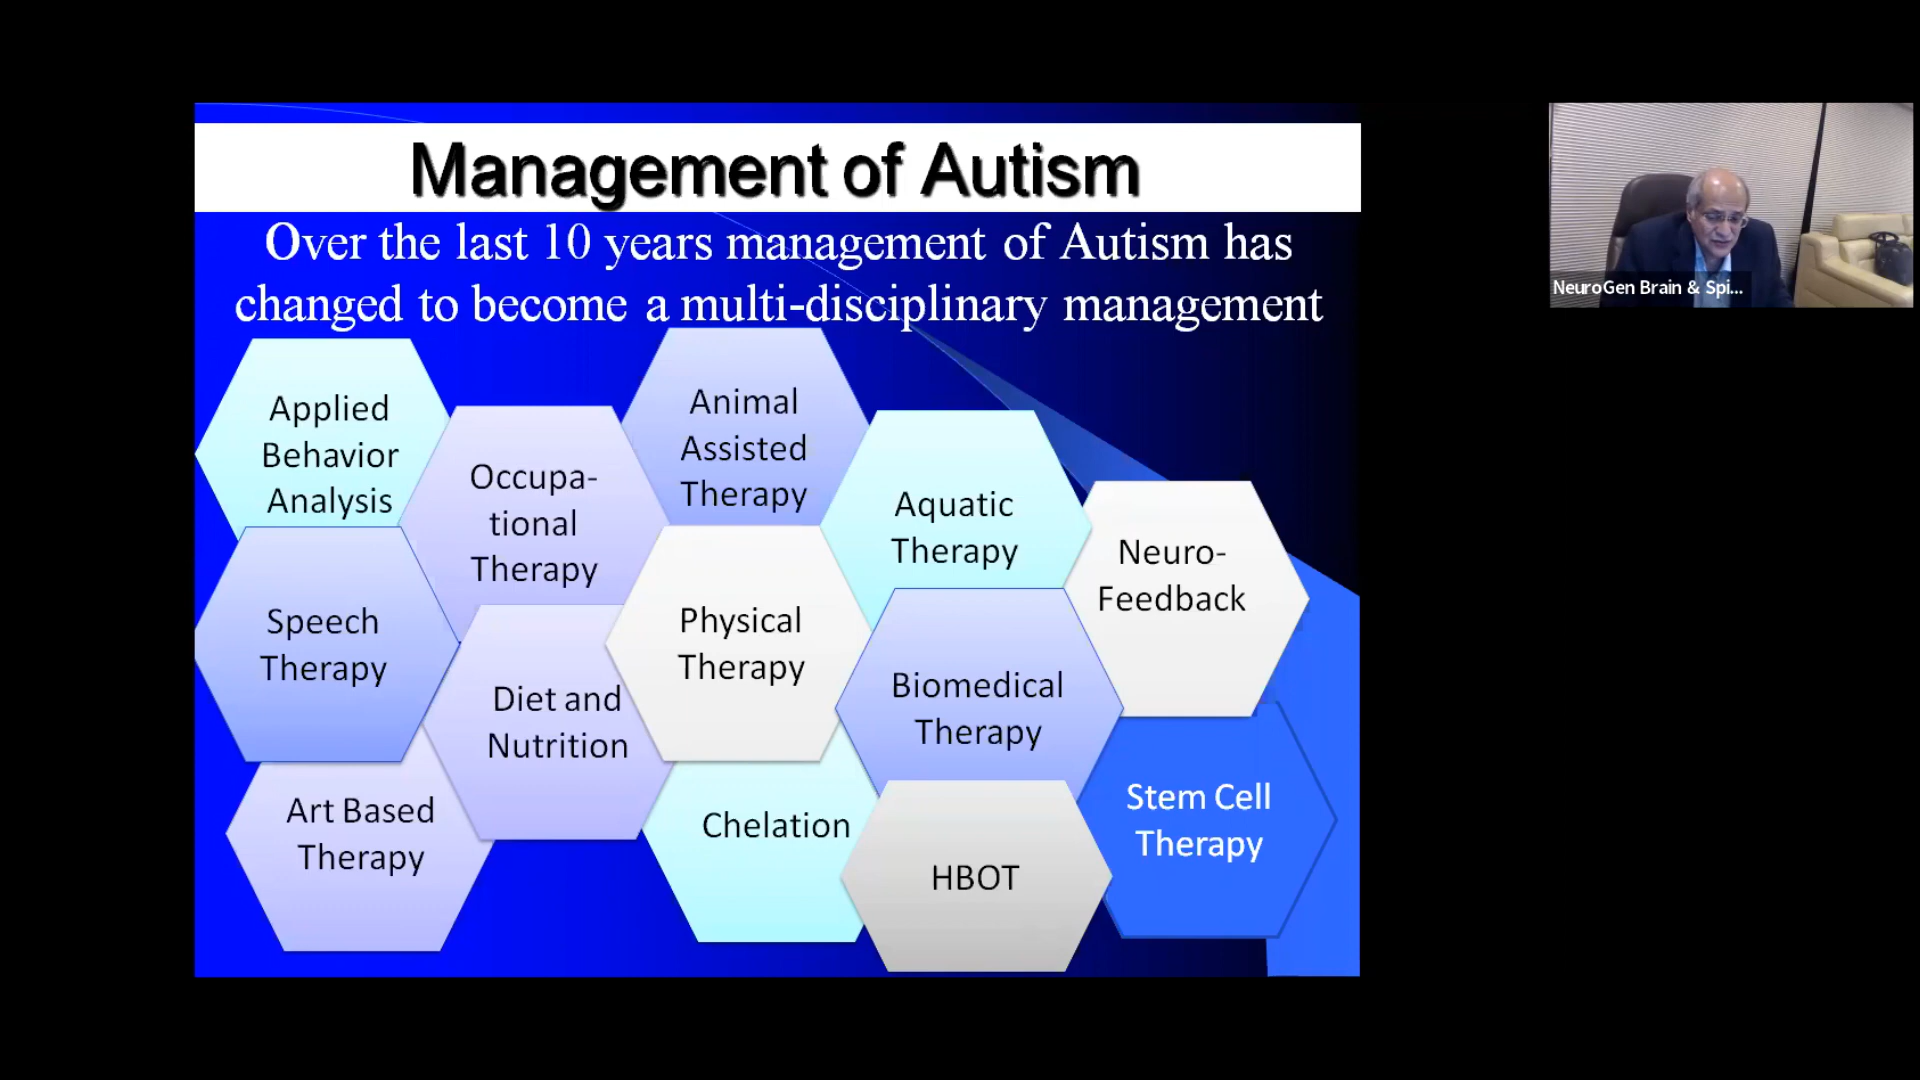 Management of Autism
Over the last 10 years management of Autism has
changed to become a multi-disciplinary management
Applied
Behavior
Analysis
Occupa-
tional
Therapy
Animal
Assisted
Therapy
Aquatic
Therapy
Neuro-
Feedback
Speech
Therapy
Diet and
Nutrition
Physical
Therapy
Biomedical
Therapy
Art Based
Therapy
Chelation
HBOT
Stem Cell
Therapy
NeuroGen Brain & Spi...